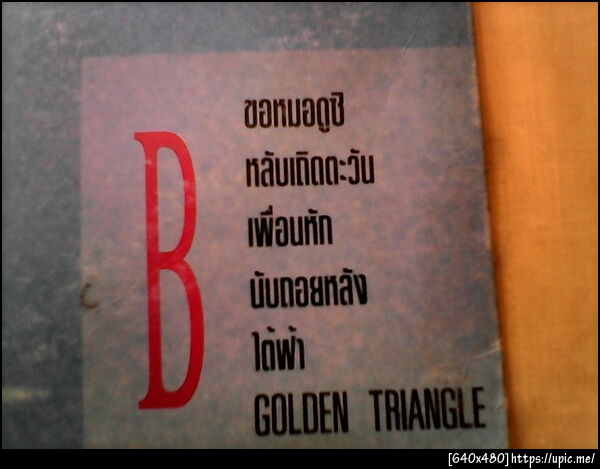 B
ขอหมอดูซิ
หลับเถิดตะวัน
เพื่อนหัก
นับถอยหลัง
ใต้ฟ้า
GOLDEN TRIANGLE
[640x480]https://upic.me/